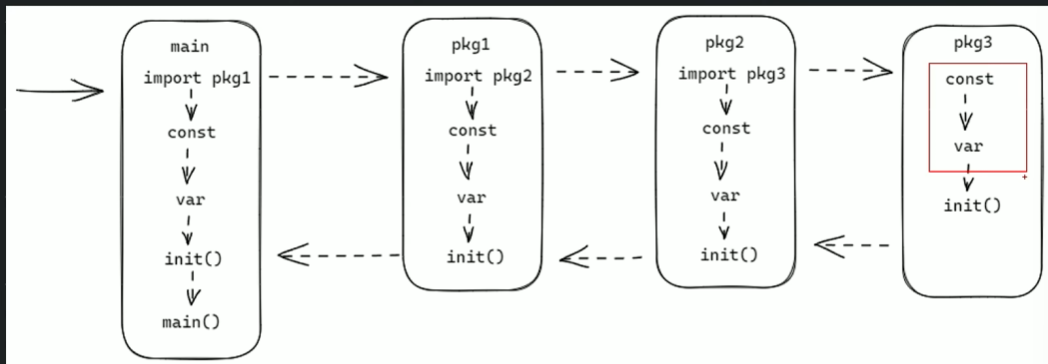 main
import pkg1
const
var
init()
main()
pkg1
import pkg2
const
var
init()
pkg2
import pkg3
const
var
init()
pkg3
const
var
init()